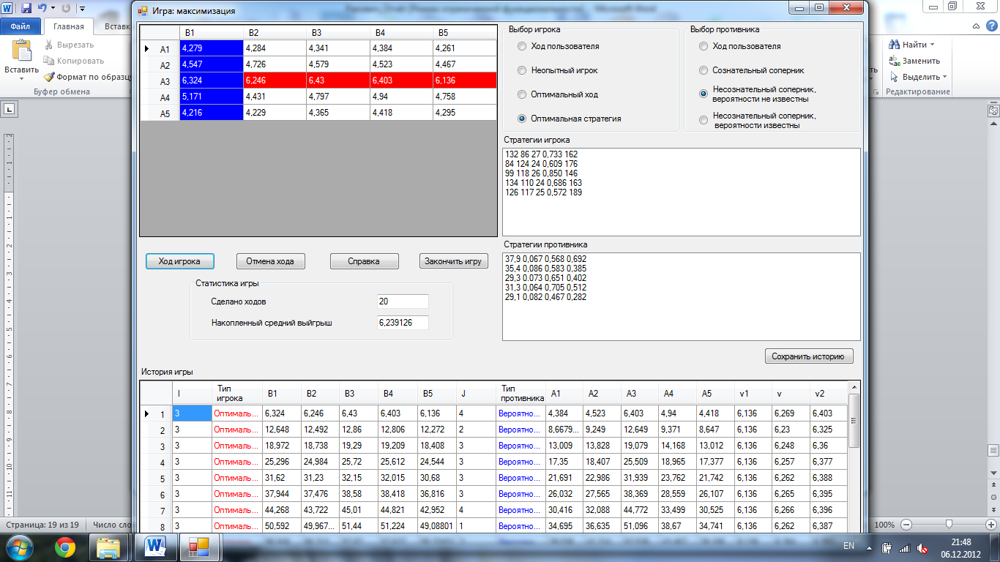 Файл
Главная
Вставк
Вставить
Вырезать
Копировать
Формат по образцу
Буфер обмена
Найти
Заменить
Выделить
Редактирование
Игра: максимизация
B1 B2 B3 B4 B5
A1 4,279 4,284 4,341 4,384 4,261
A2 4,547 4,726 4,579 4,523 4,467
A3 6,324 6,246 6,43 6,403 6,136
A4 5,171 4,431 4,797 4,94 4,758
A5 4,216 4,229 4,365 4,418 4,295
Выбор игрока
Ход пользователя
Неопытный игрок
Оптимальный ход
Оптимальная стратегия
Выбор противника
Ход пользователя
Сознательный соперник
Несознательный соперник,
вероятности не известны
Несознательный соперник,
вероятности известны
Стратегии игрока
132 86 27 0,733 162
84 124 24 0,609 176
99 118 26 0,850 146
134 110 24 0,686 163
126 117 25 0,572 189
Стратегии противника
37,9 0,067 0,568 0,692
35,4 0,086 0,583 0,385
29,3 0.073 0,651 0,402
31,3 0,064 0,705 0,512
29,1 0,082 0,467 0,282
Ход игрока
Отмена хода
Справка
Закончить игру
Статистика игры
Сделано ходов 20
Накопленный средний выйгрыш 6,239126
Сохранить историю
История игры
I Тип игрока B1 B2 B3 B4 B5 J Тип противника A1 A2 A3 A4 A5 v1 v v2
1 3 Оптималь... 6,324 6,246 6,43 6,403 6,136 4 Вероятно... 4,384 4,523 6,403 4,94 4,418 6,136 6,269 6,403
2 3 Оптималь... 12,648 12,492 12,86 12,806 12,272 2 Вероятно... 8,6679... 9,249 12,649 9,371 8,647 6,136 6,23 6,325
3 3 Оптималь... 18,972 18,738 19,29 19,209 18,408 3 Вероятно... 13,009 13,828 19,079 14,168 13,012 6,136 6,248 6,36
4 3 Оптималь... 25,296 24,984 25,72 25,612 24,544 3 Вероятно... 17,35 18,407 25,509 18,965 17,377 6,136 6,257 6,377
5 3 Оптималь... 31,62 31,23 32,15 32,015 30,68 3 Вероятно... 21,691 22,986 31,939 23,762 21,742 6,136 6,262 6,388
6 3 Оптималь... 37,944 37,476 38,58 38,418 36,816 3 Вероятно... 26,032 27,565 38,369 28,559 26,107 6,136 6,265 6,395
7 3 Оптималь... 44,268 43,722 45,01 44,821 42,952 4 Вероятно... 30,416 32,088 44,772 33,499 30,525 6,136 6,266 6,396
8 3 Оптималь... 50,592 49,967... 51,44 51,224 49,08801 1 Вероятно... 34,695 36,635 51,096 38,67 34,741 6,136 6,262 6,387
Страница: 19 из 19
Число сло
100%
EN
21:48
06.12.2012